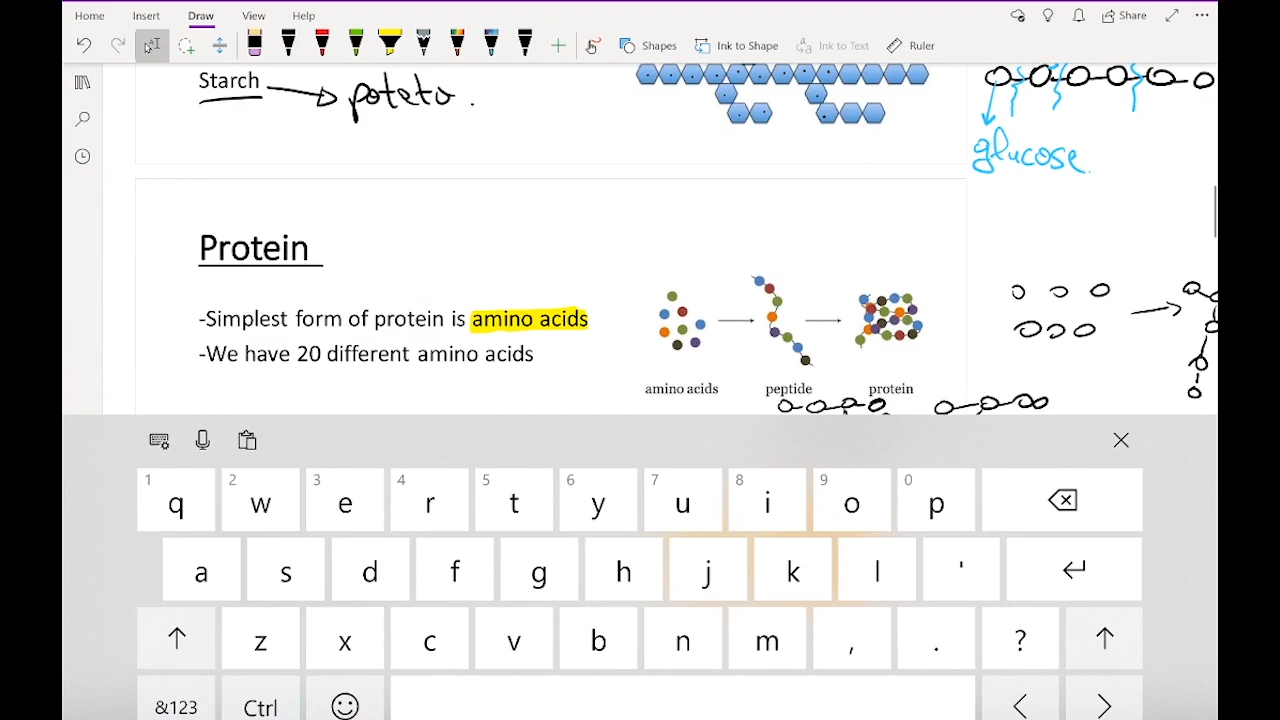 Home Insert Draw View Help Share
Shapes Ink to Shape Ink to Text Ruler
Starch poteto.
glucose.
Protein
-Simplest form of protein is amino acids
-We have 20 different amino acids
amino acids peptide protein
1 2 3 4 5 6 7 8 9 0
q w e r t y u i o p
a s d f g h j k l '
z x c v b n m , . ?
&123 Ctrl